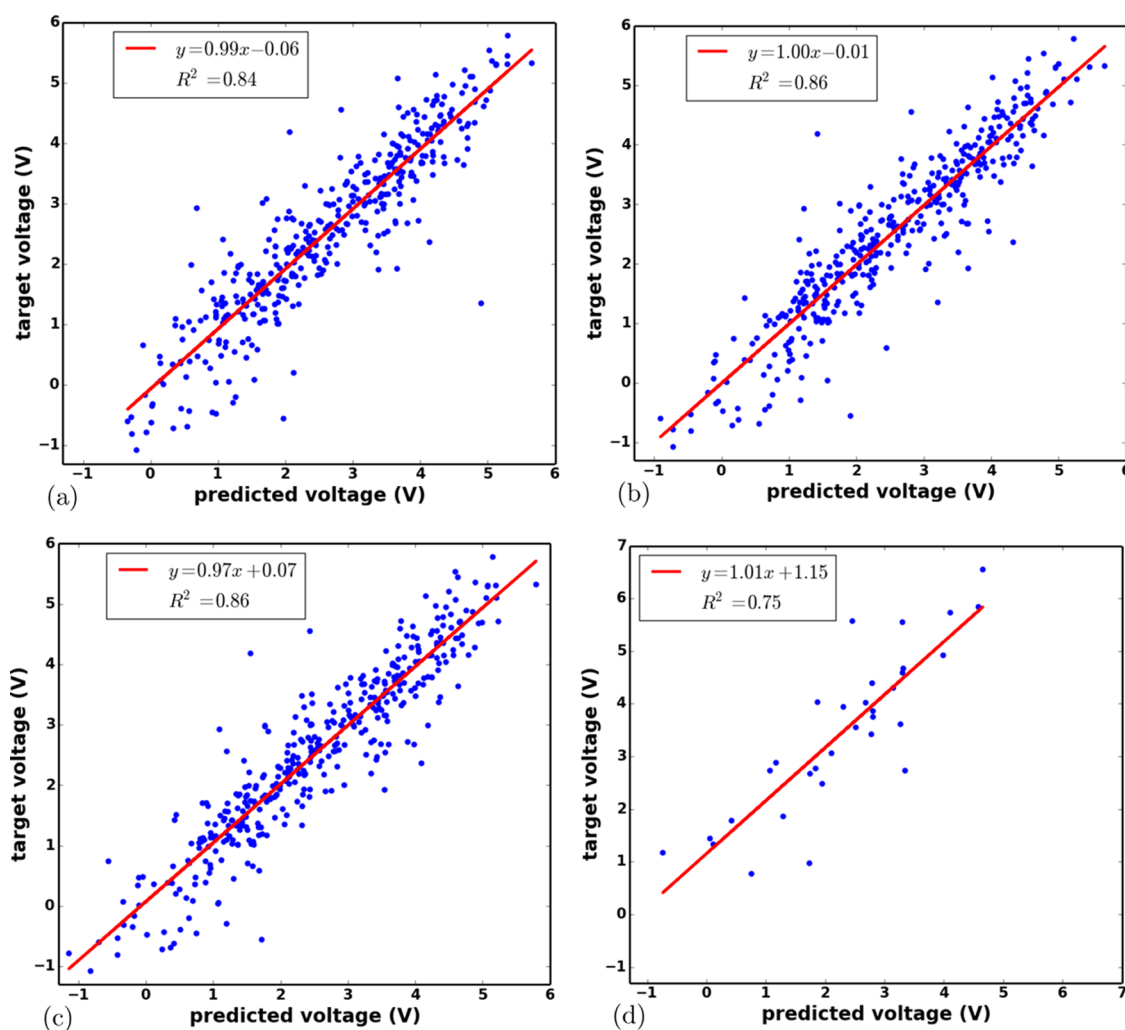 6
5
4
3
2
1
0
−1
y=0.99x−0.06
R² =0.84
target voltage (V)
−1 0 1 2 3 4 5 6
predicted voltage (V)
(a)
6
5
4
3
2
1
0
−1
y=1.00x−0.01
R² =0.86
target voltage (V)
−1 0 1 2 3 4 5 6
predicted voltage (V)
(b)
6
5
4
3
2
1
0
−1
y=0.97x+0.07
R² =0.86
target voltage (V)
−1 0 1 2 3 4 5 6
predicted voltage (V)
(c)
7
6
5
4
3
2
1
0
−1
y=1.01x+1.15
R² =0.75
target voltage (V)
−1 0 1 2 3 4 5 6 7
predicted voltage (V)
(d)